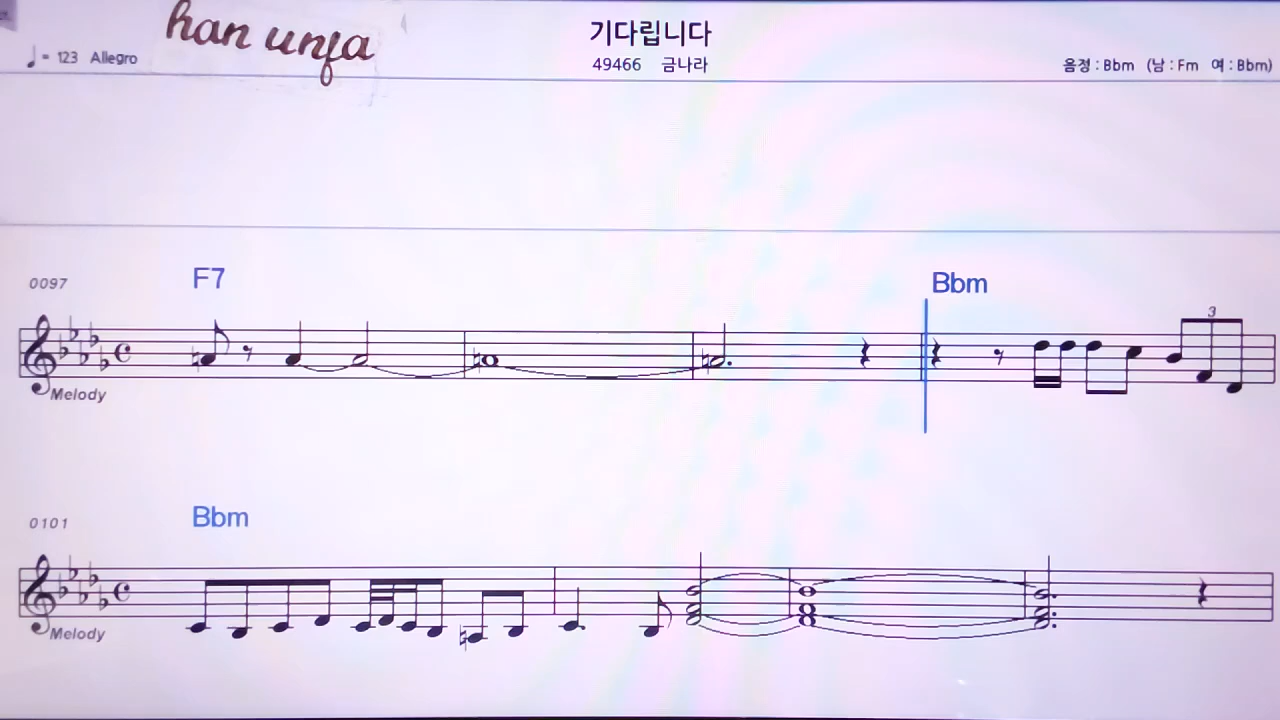 han unfa
기다립니다
♩= 123 Allegro
49466 금나라
음정 : Bbm (남 : Fm 여 : Bbm)
0097
F7
Bbm
3
Melody
0101
Bbm
Melody